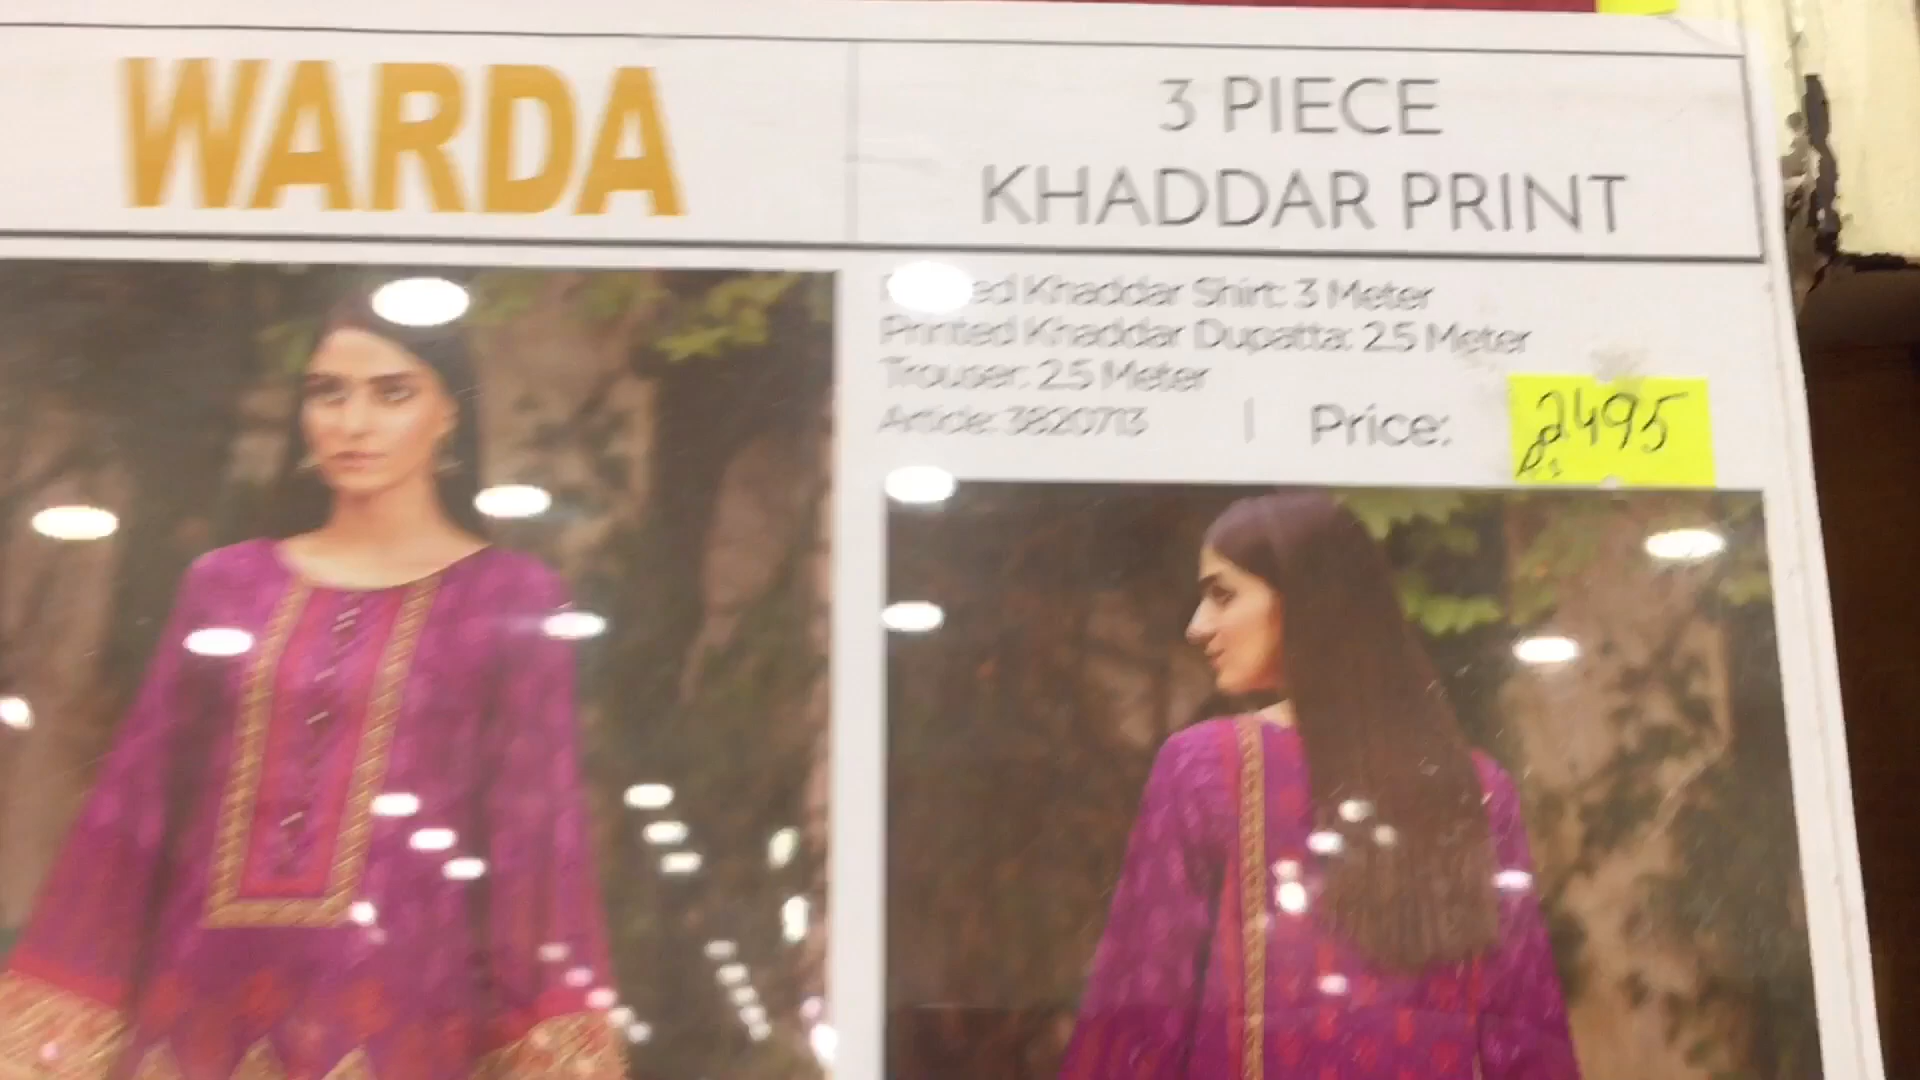 WARDA
3 PIECE
KHADDAR PRINT
Khaddar Shirt: 3 Meter
Printed Khaddar Dupatta: 2.5 Meter
Trouser: 2.5 Meter
Article: 3820713 | Price: Rs 2495